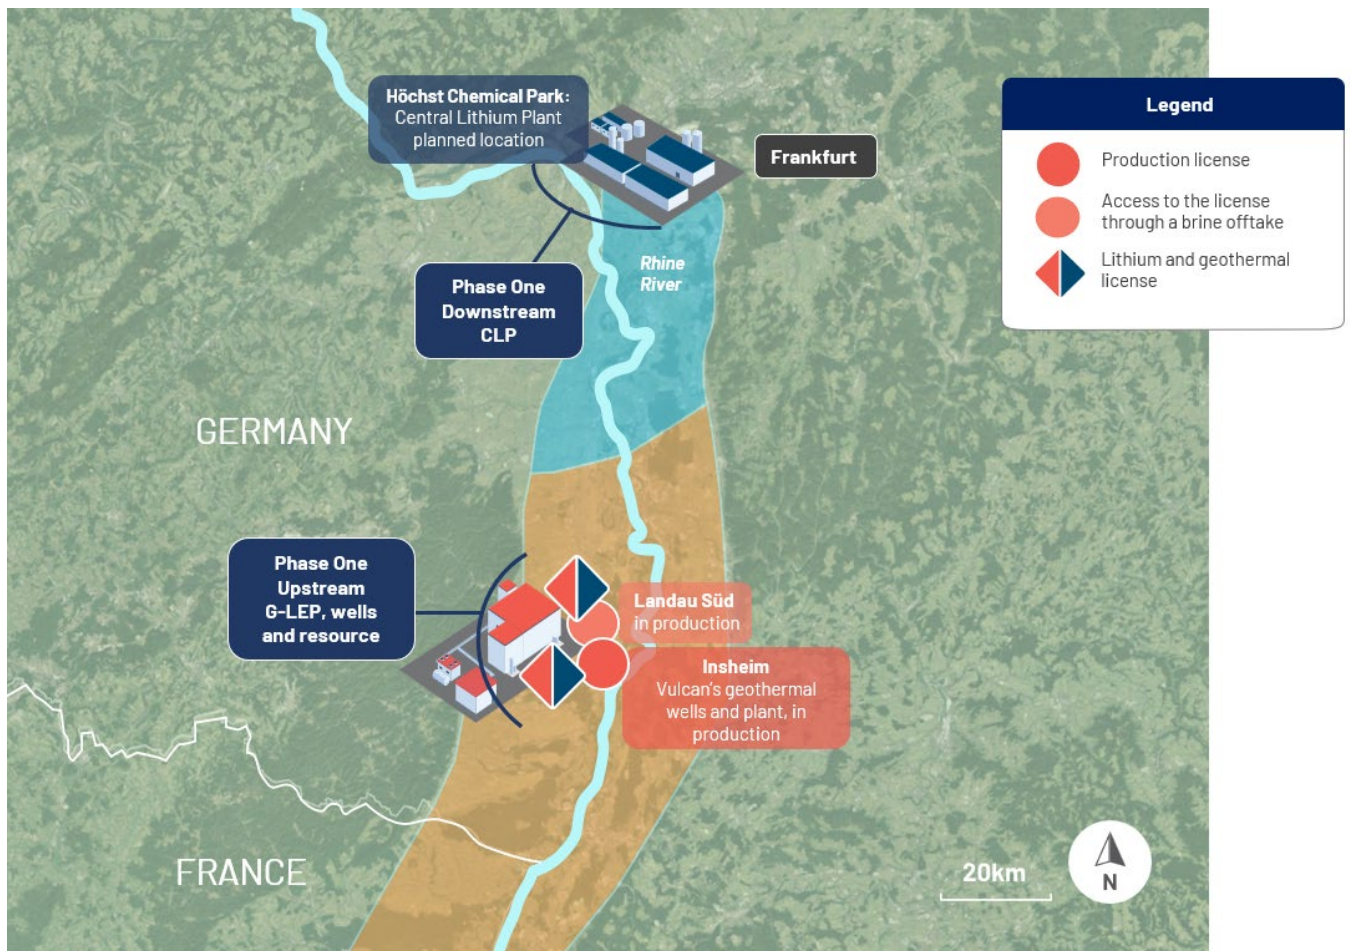 Höchst Chemical Park:
Central Lithium Plant
planned location
Frankfurt
Legend
Production license
Access to the license
through a brine offtake
Lithium and geothermal
license
Rhine
River
Phase One
Downstream
CLP
GERMANY
Phase One
Upstream
G-LEP, wells
and resource
Landau Süd
in production
Insheim
Vulcan's geothermal
wells and plant, in
production
FRANCE
20km
N